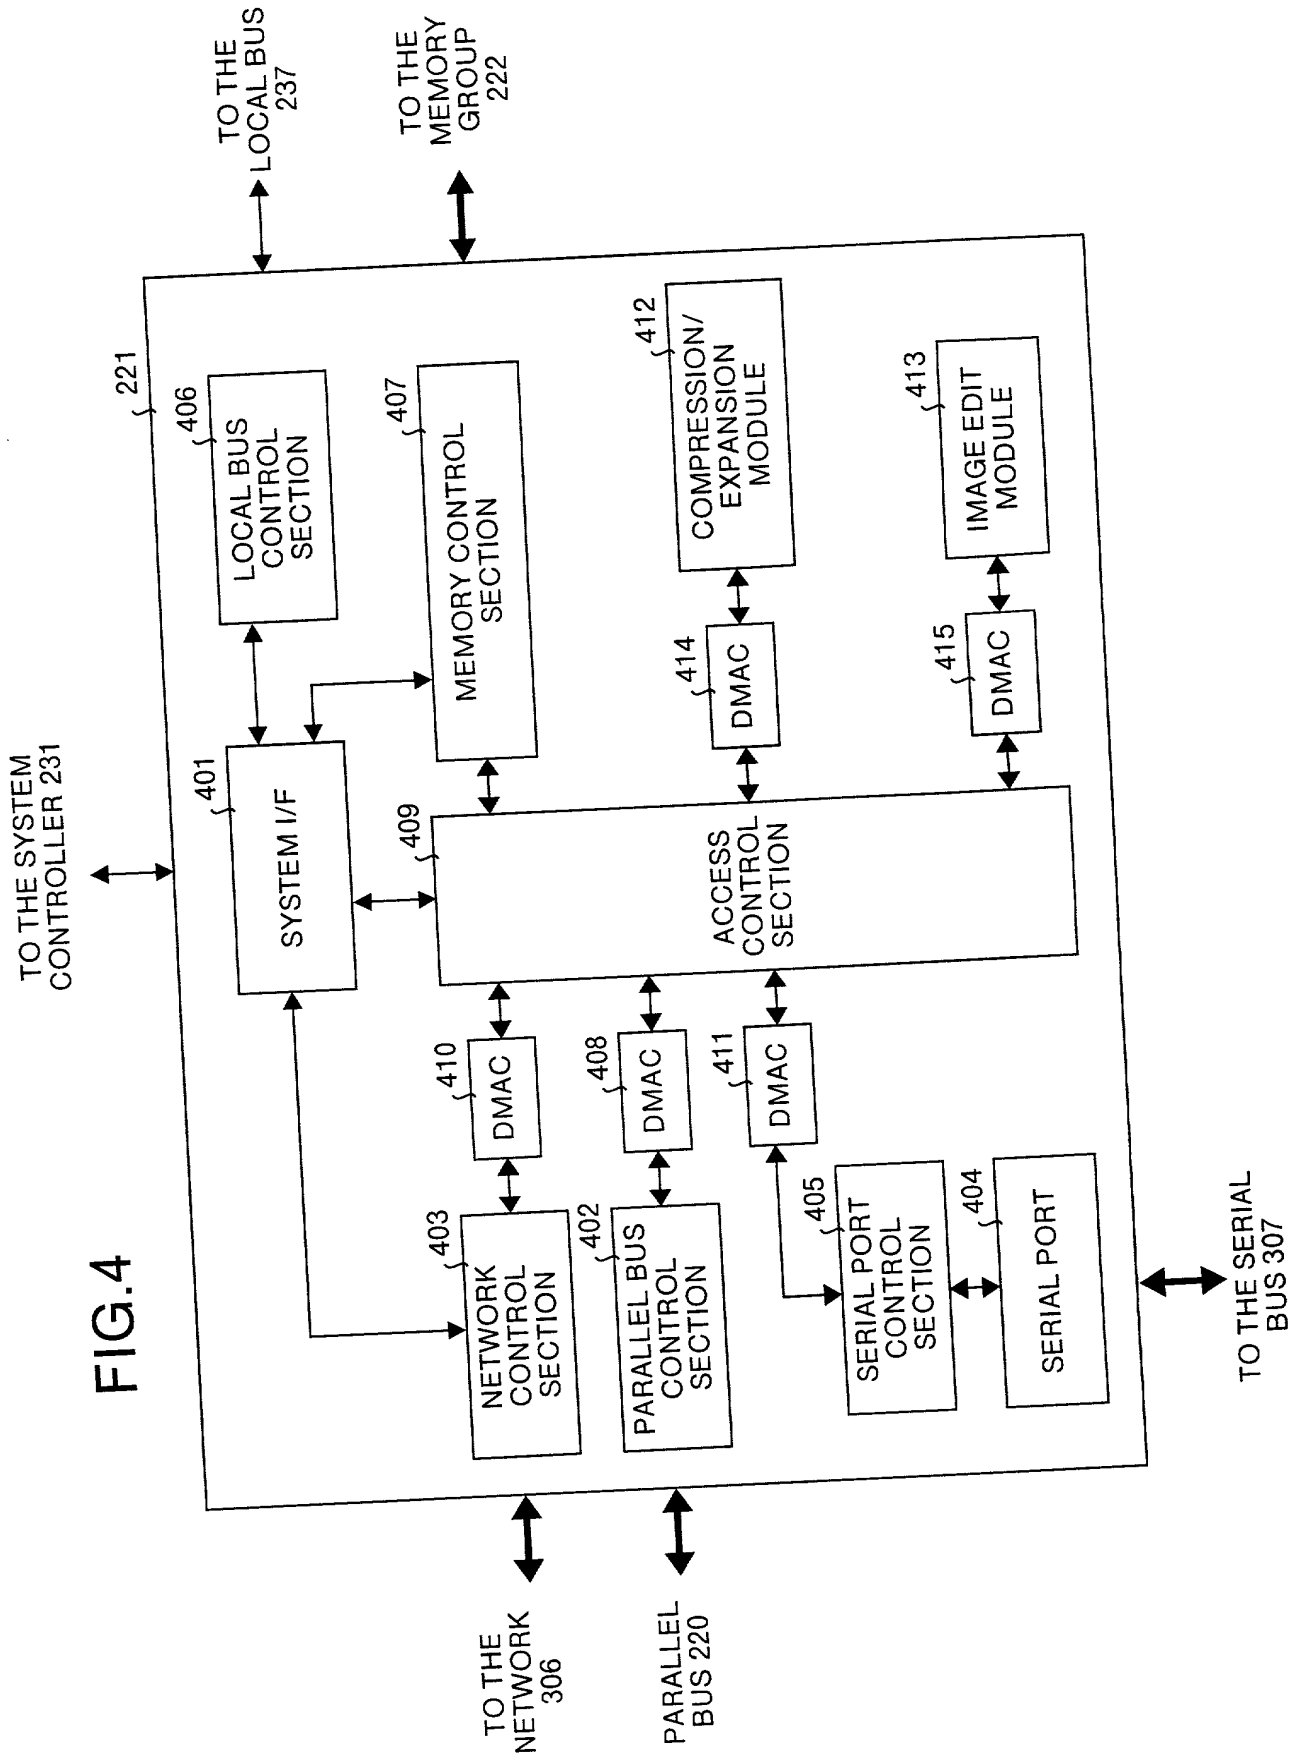 FIG.4
TO THE SYSTEM
CONTROLLER 231
221
TO THE
LOCAL BUS
237
TO THE
MEMORY
GROUP
222
401
SYSTEM I/F
406
LOCAL BUS
CONTROL
SECTION
407
MEMORY CONTROL
SECTION
409
ACCESS
CONTROL
SECTION
TO THE
NETWORK
306
403
NETWORK
CONTROL
SECTION
410
DMAC
PARALLEL
BUS 220
402
PARALLEL BUS
CONTROL
SECTION
408
DMAC
411
DMAC
405
SERIAL PORT
CONTROL
SECTION
404
SERIAL PORT
414
DMAC
412
COMPRESSION/
EXPANSION
MODULE
415
DMAC
413
IMAGE EDIT
MODULE
TO THE SERIAL
BUS 307